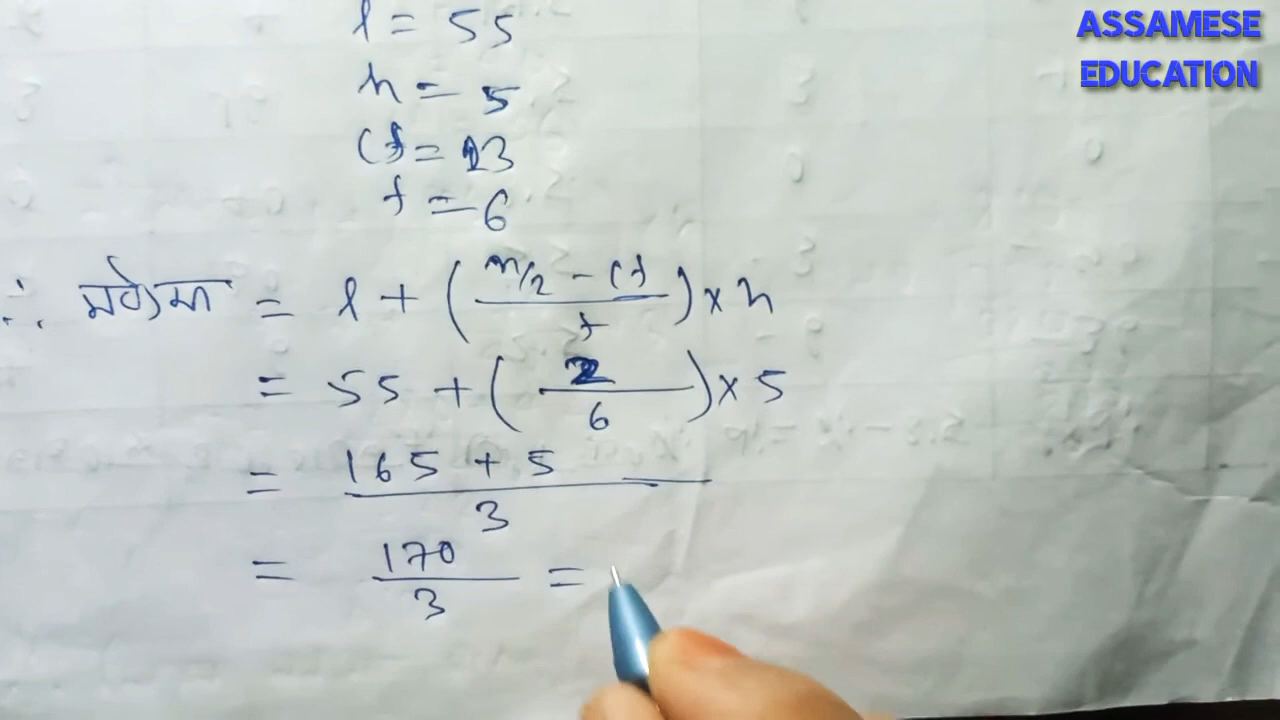 ASSAMESE
EDUCATION
l = 55
h = 5
cf = 13
f = 6
∴ মধ্যমা = l + ( (n/2 - cf) / f ) × h
= 55 + ( 2 / 6 ) × 5
= (165 + 5) / 3
= 170 / 3 =